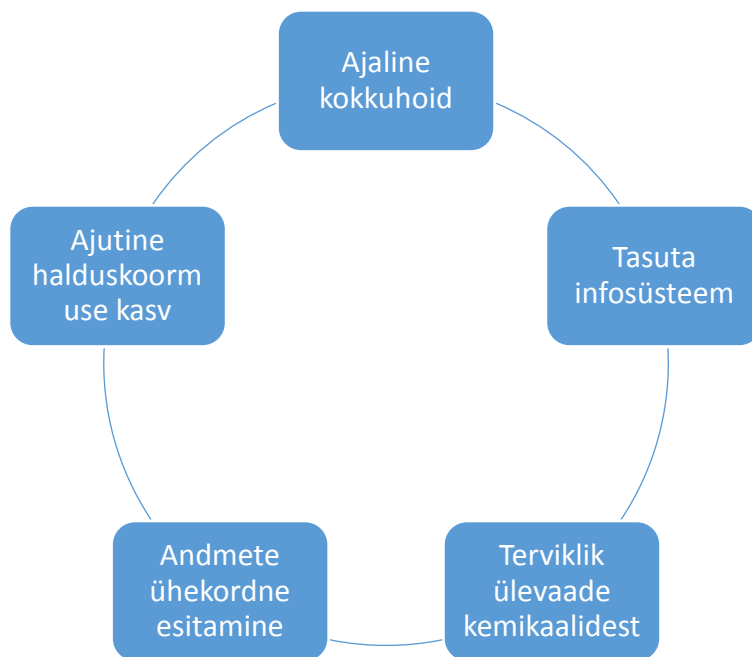 Ajaline
kokkuhoid
Tasuta
infosüsteem
Terviklik
ülevaade
kemikaalidest
Andmete
ühekordne
esitamine
Ajutine
halduskoorm
use kasv